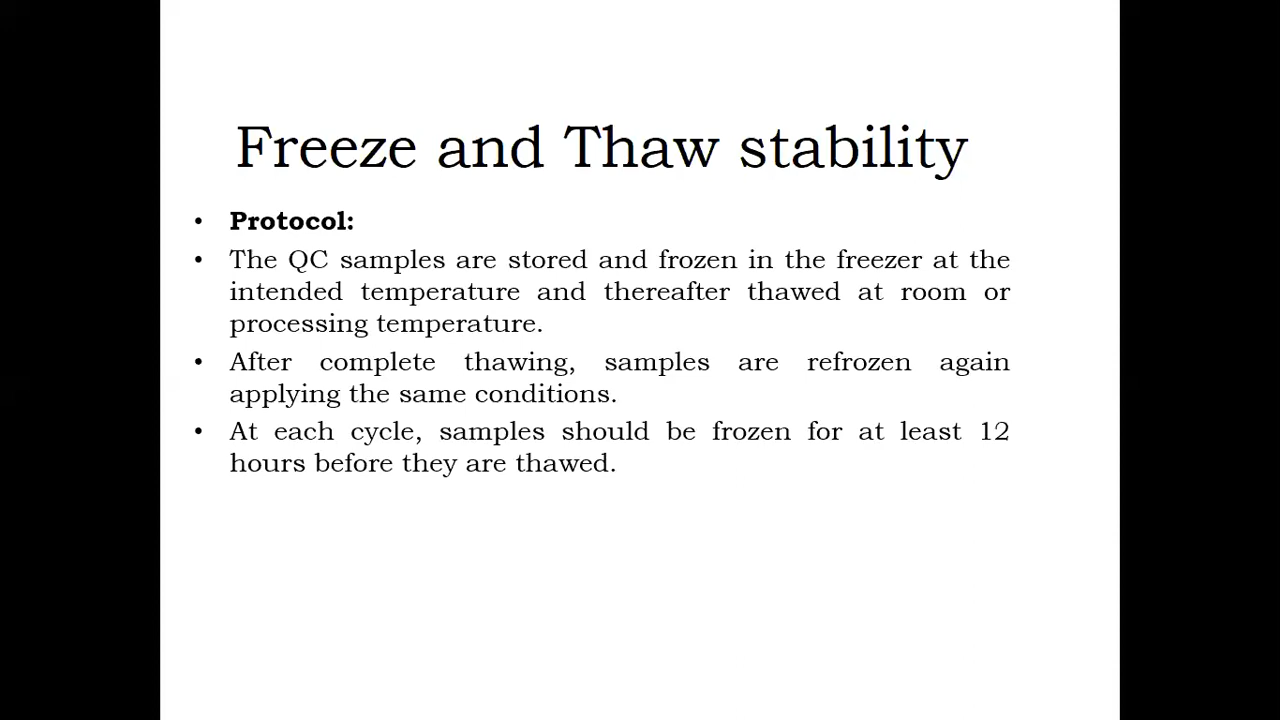 Freeze and Thaw stability
• Protocol:
• The QC samples are stored and frozen in the freezer at the
intended temperature and thereafter thawed at room or
processing temperature.
• After complete thawing, samples are refrozen again
applying the same conditions.
• At each cycle, samples should be frozen for at least 12
hours before they are thawed.